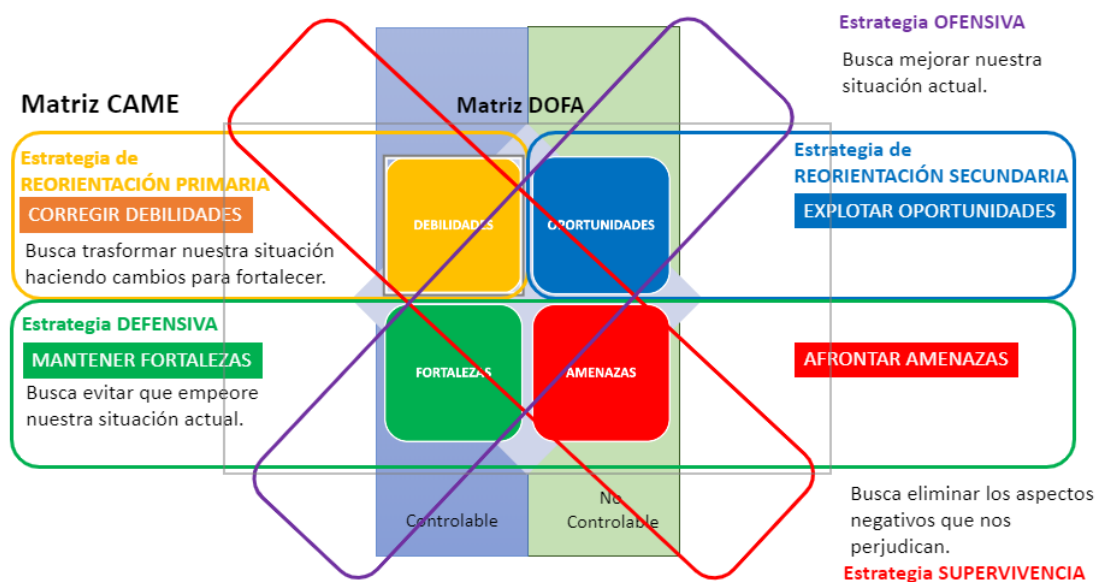 Estrategia OFENSIVA
Busca mejorar nuestra
situación actual.
Matriz CAME
Matriz DOFA
Estrategia de
REORIENTACIÓN PRIMARIA
CORREGIR DEBILIDADES
Busca trasformar nuestra situación
haciendo cambios para fortalecer.
DEBILIDADES
OPORTUNIDADES
Estrategia de
REORIENTACIÓN SECUNDARIA
EXPLOTAR OPORTUNIDADES
Estrategia DEFENSIVA
MANTENER FORTALEZAS
Busca evitar que empeore
nuestra situación actual.
FORTALEZAS
AMENAZAS
AFRONTAR AMENAZAS
Controlable
No
Controlable
Busca eliminar los aspectos
negativos que nos
perjudican.
Estrategia SUPERVIVENCIA